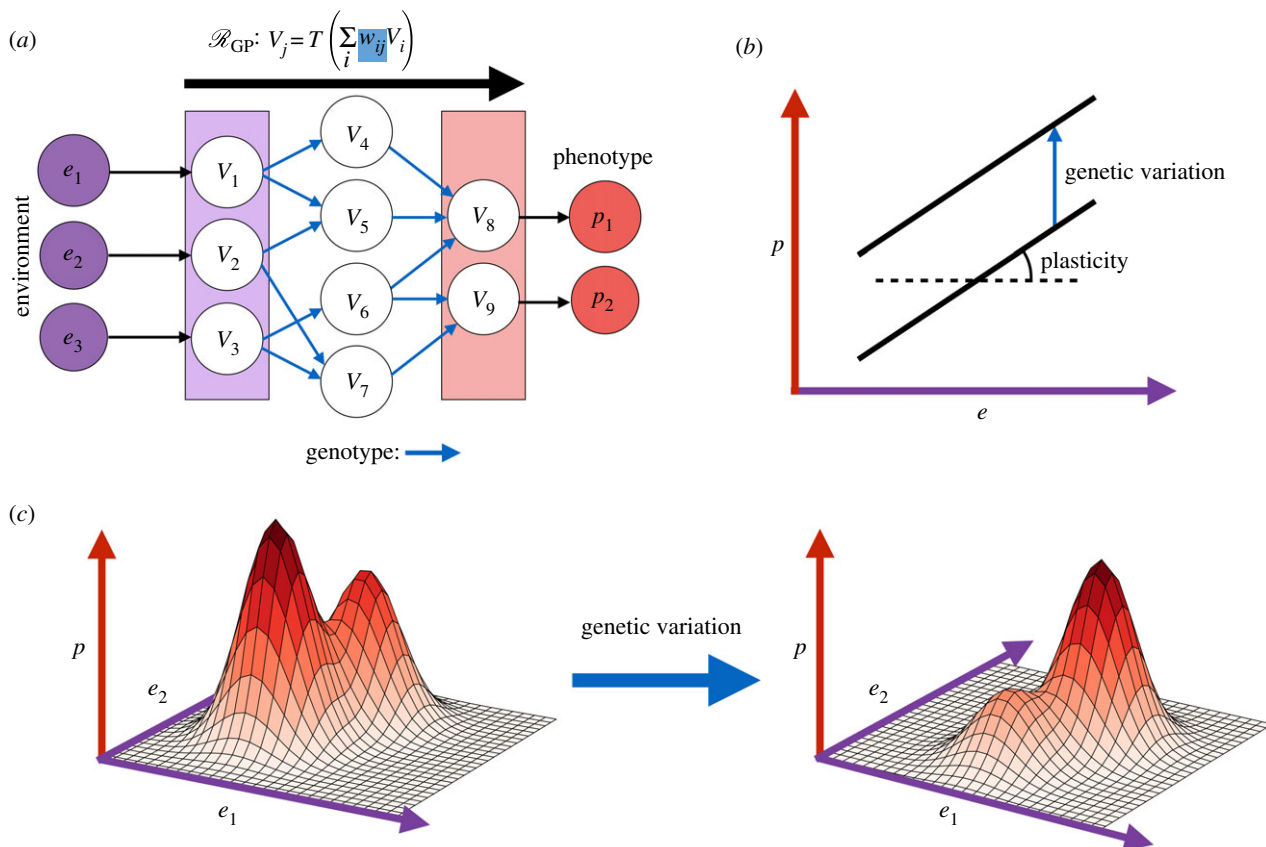 (a)
ℛGP: Vj = T (∑i wij Vi)
environment
e1
e2
e3
V1
V2
V3
V4
V5
V6
V7
V8
V9
phenotype
p1
p2
genotype:
(b)
p
genetic variation
plasticity
e
(c)
p
e2
e1
genetic variation
p
e2
e1